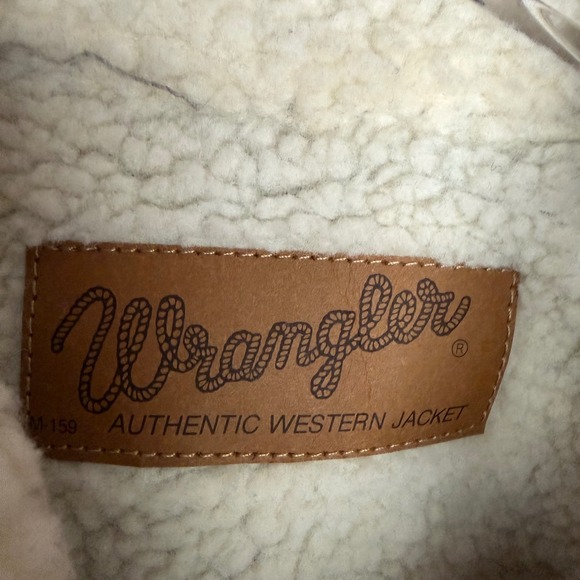 Wrangler
®
M-159 AUTHENTIC WESTERN JACKET